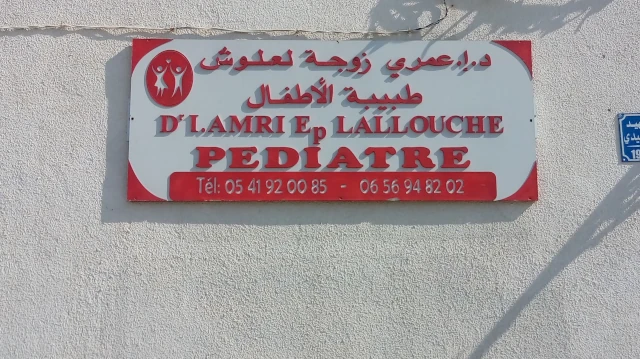 د.إ.عمري زوجة لعلوش
طبيبة الأطفال
Dr LAMRI Ep LALLOUCHE
PEDIATRE
Tél: 05 41 92 00 85 - 06 56 94 82 02